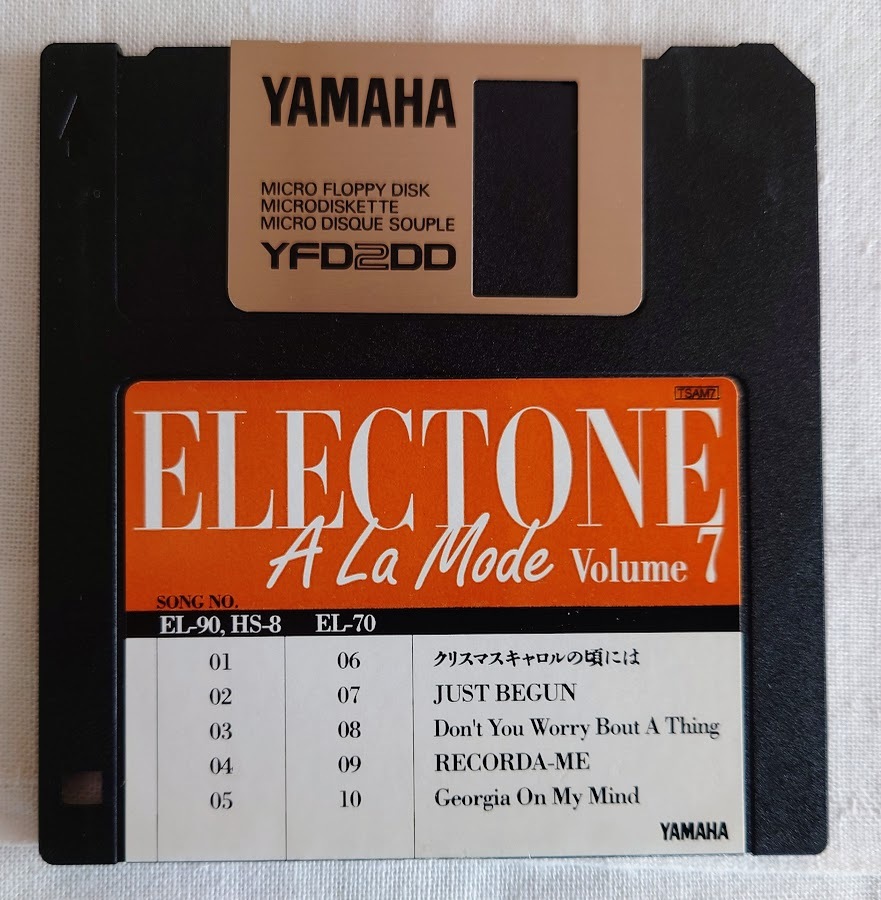 YAMAHA
MICRO FLOPPY DISK
MICRODISKETTE
MICRO DISQUE SOUPLE
YFD2DD
TSAM7
ELECTONE
A La Mode Volume 7
SONG NO.
EL-90, HS-8 EL-70
01 06 クリスマスキャロルの頃には
02 07 JUST BEGUN
03 08 Don't You Worry Bout A Thing
04 09 RECORDA-ME
05 10 Georgia On My Mind
YAMAHA